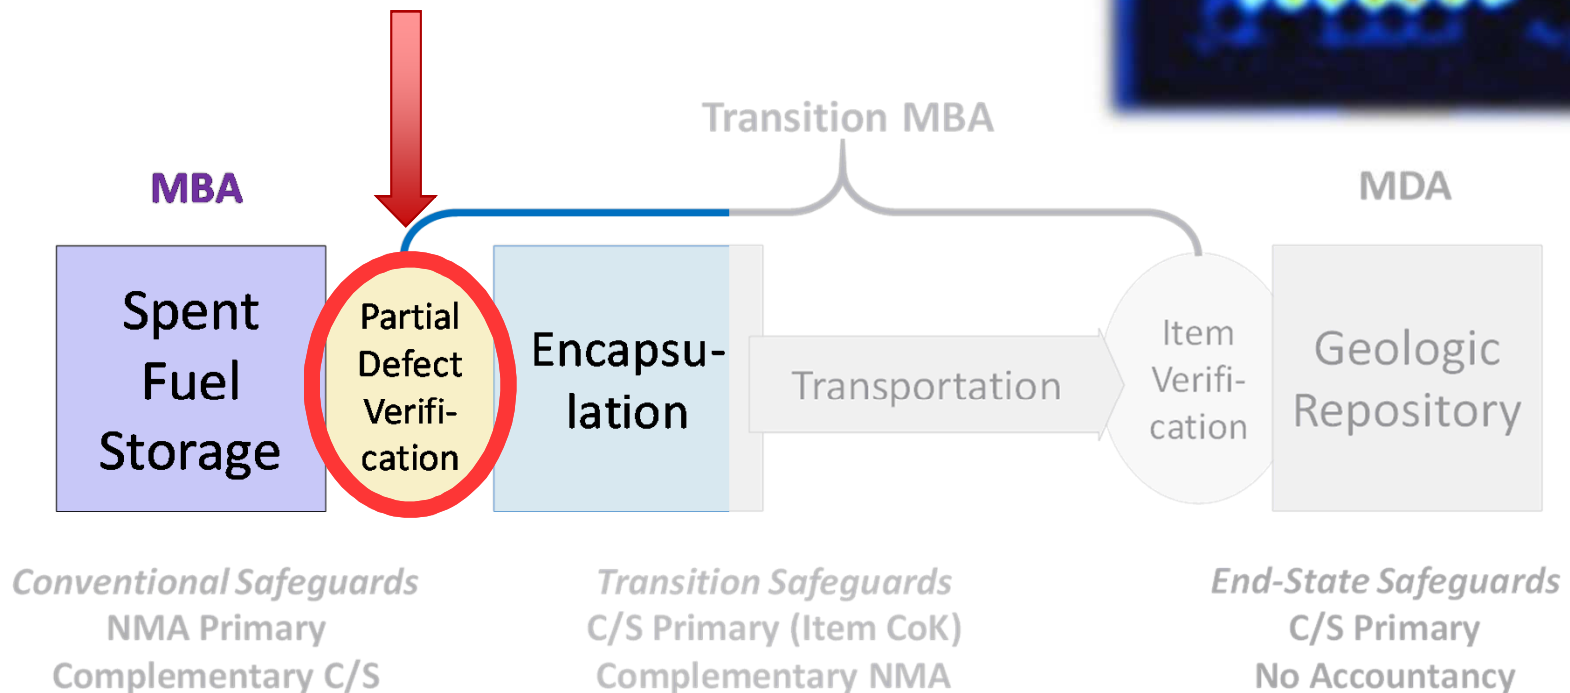 Transition MBA
MBA
MDA
Spent
Fuel
Storage
Partial
Defect
Verifi-
cation
Encapsu-
lation
Transportation
Item
Verifi-
cation
Geologic
Repository
Conventional Safeguards
NMA Primary
Complementary C/S
Transition Safeguards
C/S Primary (Item CoK)
Complementary NMA
End-State Safeguards
C/S Primary
No Accountancy